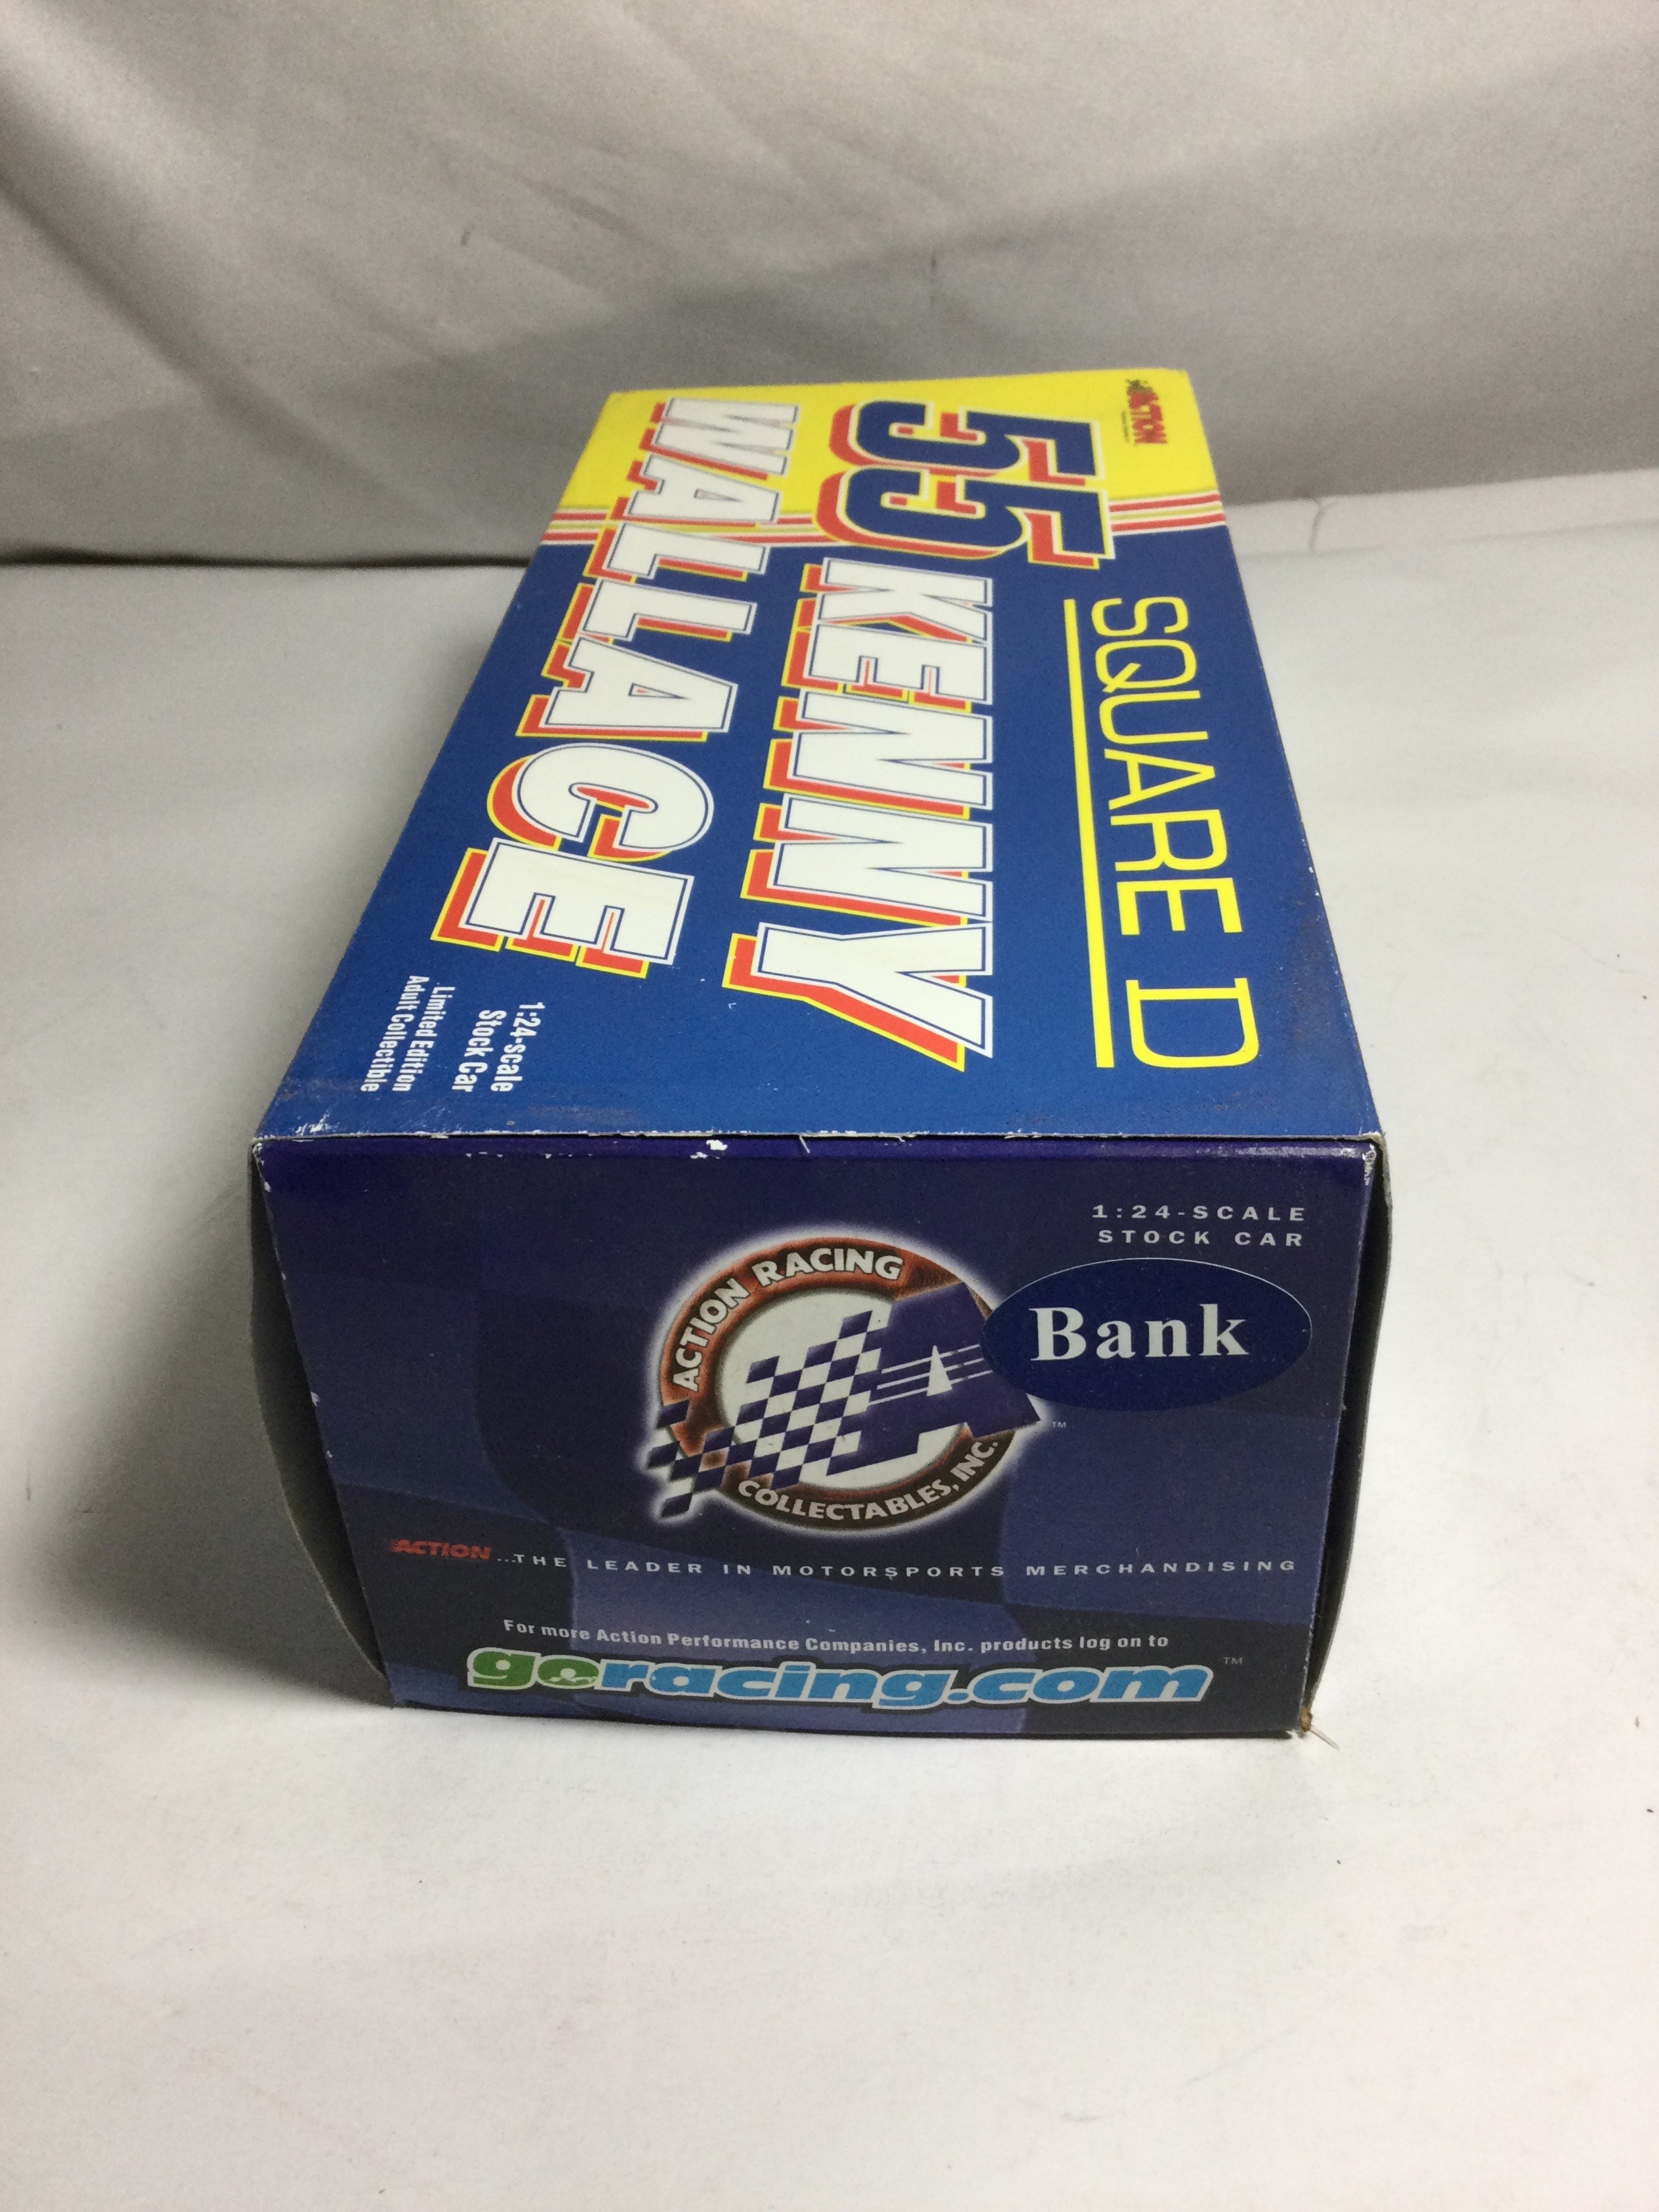 ACTION
SQUARE D
55 KENNY
WALLACE
1:24-scale
Stock Car
Limited Edition
Adult Collectible
1:24-SCALE
STOCK CAR
Bank
ACTION RACING
A
COLLECTABLES, INC.
TM
ACTION ...THE LEADER IN MOTORSPORTS MERCHANDISING
For more Action Performance Companies, Inc. products log on to
goracing.com TM